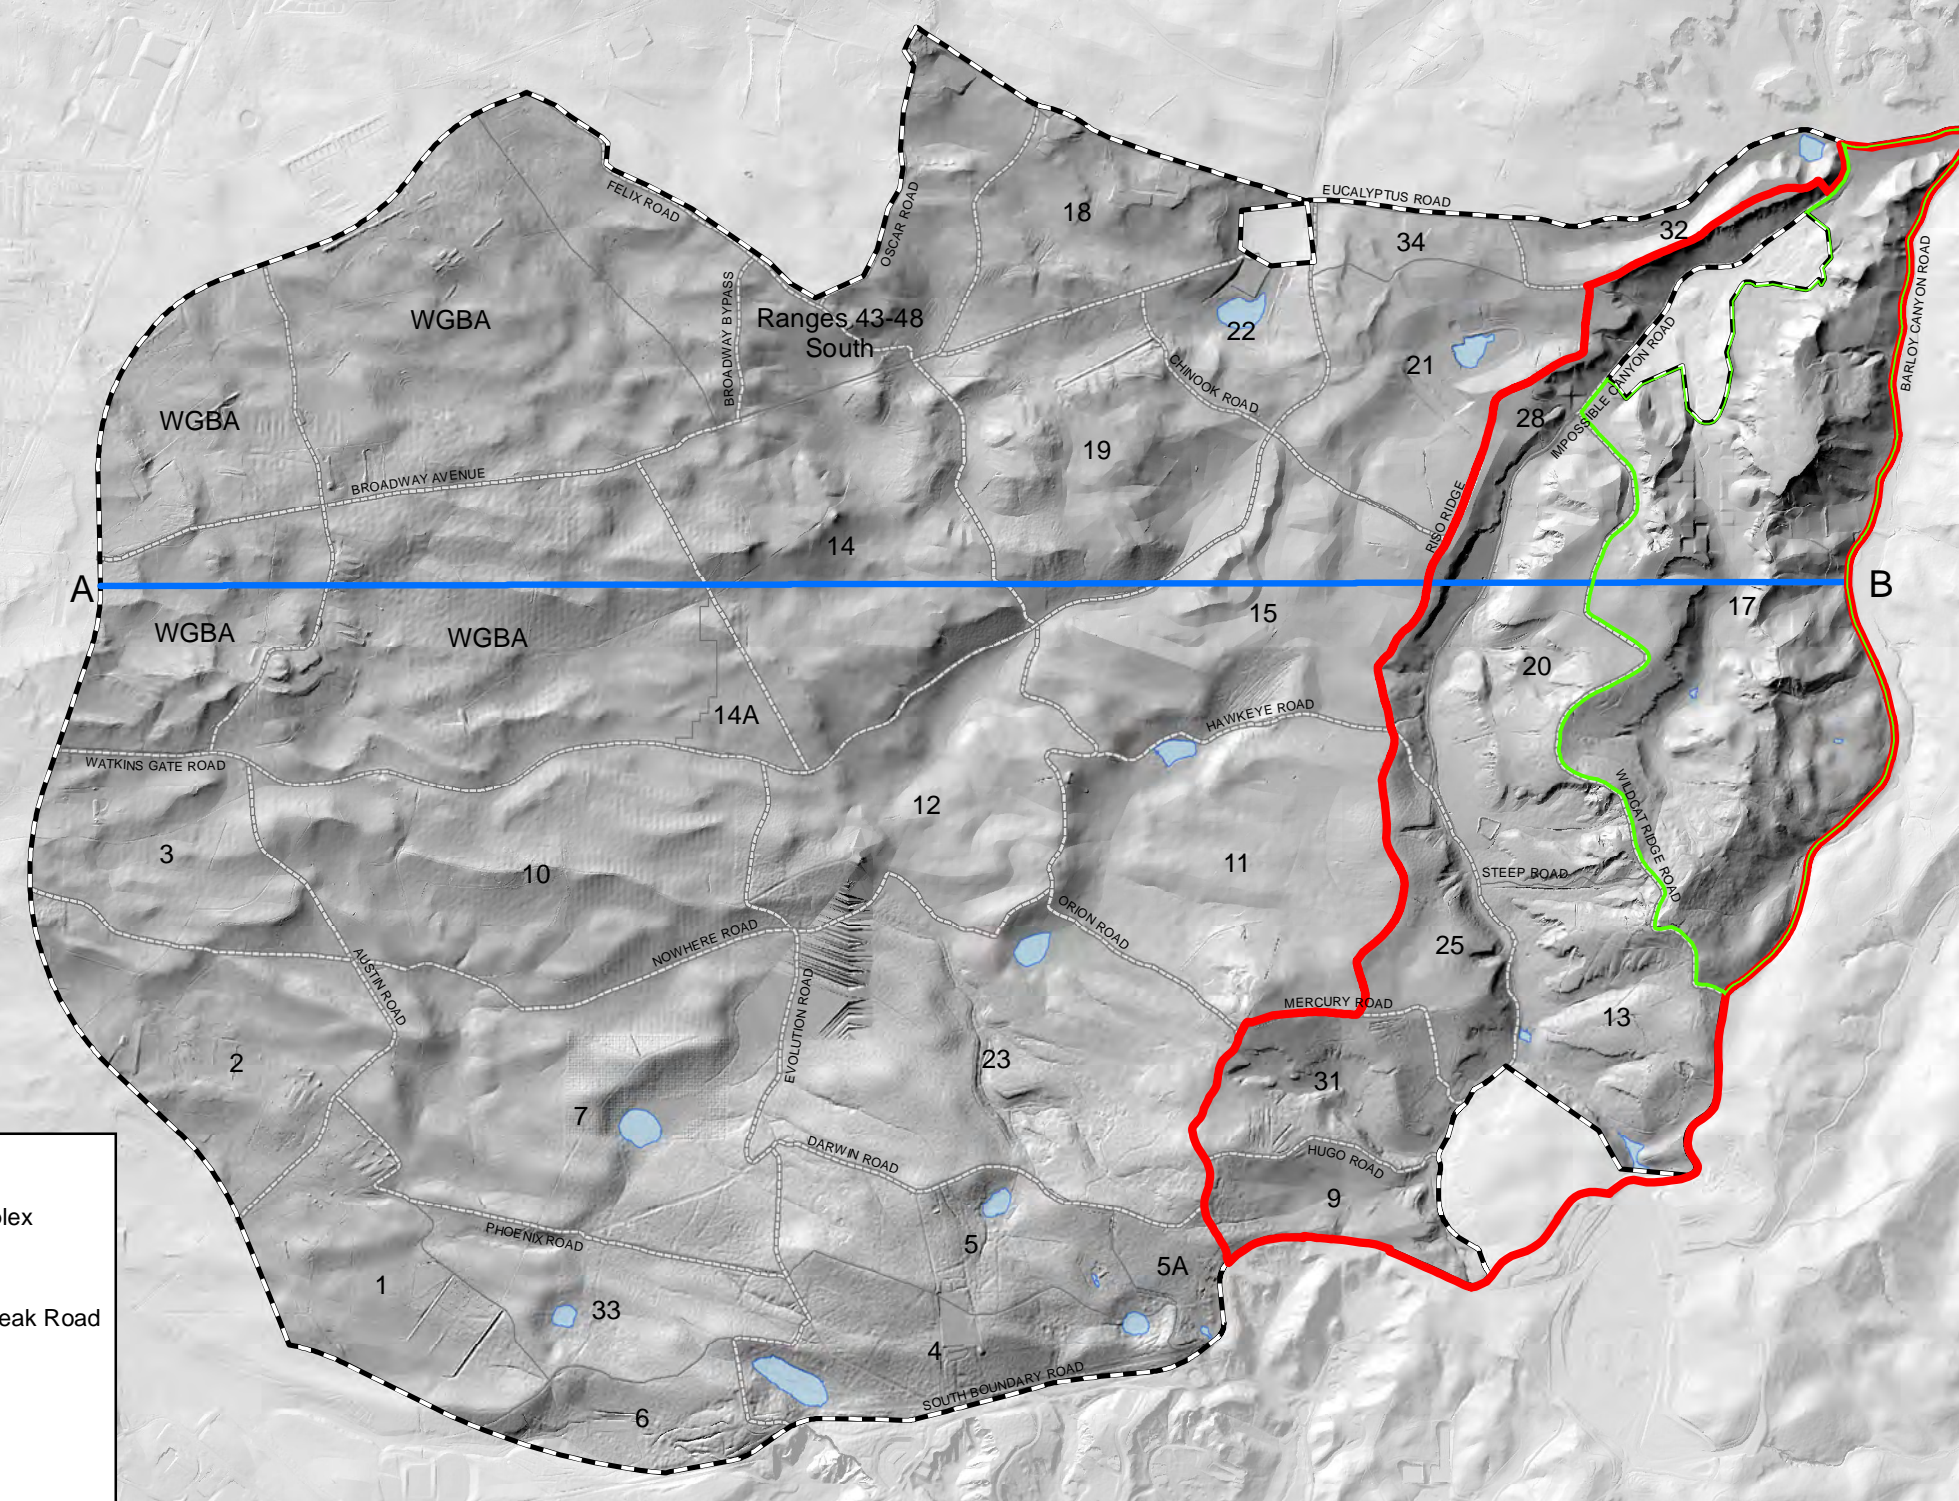 18
FELIX ROAD
OSCAR ROAD
EUCALYPTUS ROAD
34
32
BARLOY CANYON ROAD
WGBA
BROADWAY BYPASS
Ranges 43-48
South
22
21
CHINOOK ROAD
IMPOSSIBLE CANYON ROAD
28
WGBA
19
BROADWAY AVENUE
RISO RIDGE
14
A
B
WGBA
WGBA
15
17
20
14A
HAWKEYE ROAD
WATKINS GATE ROAD
WILDCAT RIDGE ROAD
12
3
10
11
STEEP ROAD
ORION ROAD
NOWHERE ROAD
25
AUSTIN ROAD
EVOLUTION ROAD
MERCURY ROAD
13
2
23
31
7
DARWIN ROAD
HUGO ROAD
9
plex
PHOENIX ROAD
5
5A
1
33
eak Road
4
SOUTH BOUNDARY ROAD
6